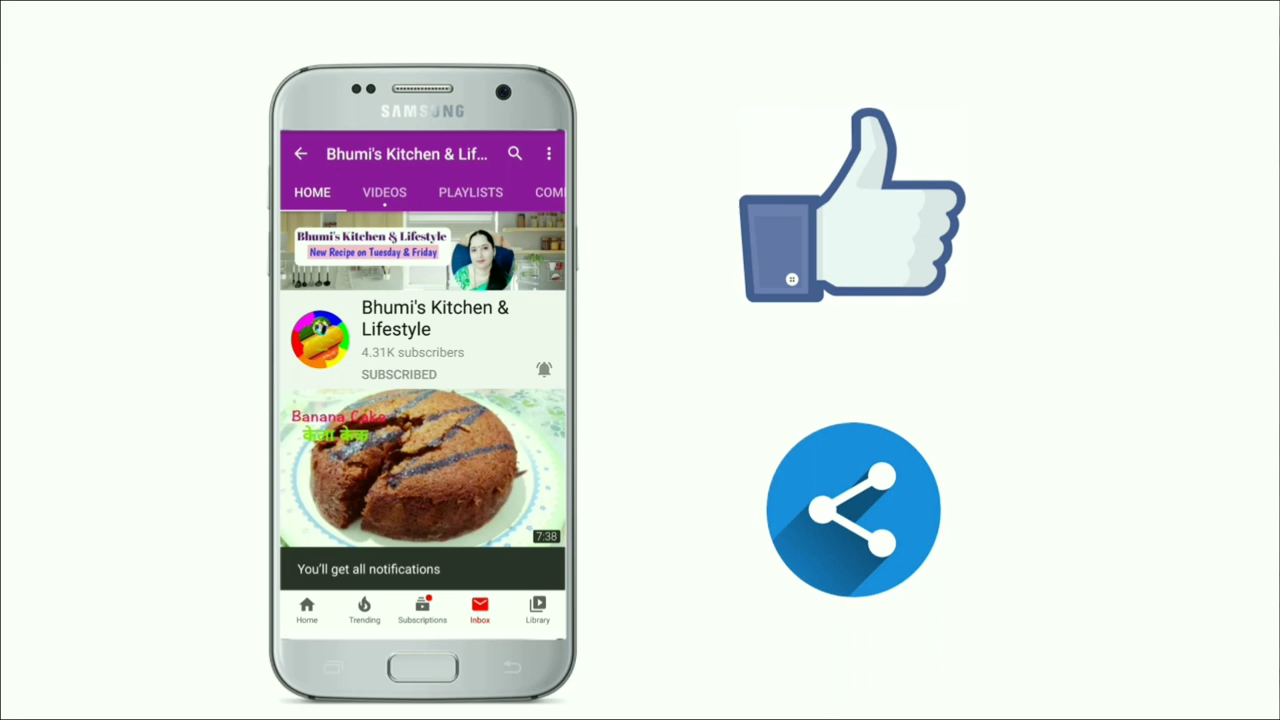 SAMSUNG
Bhumi's Kitchen & Lif...
HOME VIDEOS PLAYLISTS COM
Bhumi's Kitchen & Lifestyle
New Recipe on Tuesday & Friday
Bhumi's Kitchen &
Lifestyle
4.31K subscribers
SUBSCRIBED
Banana Cake
केला केक
7:38
You'll get all notifications
Home Trending Subscriptions Inbox Library